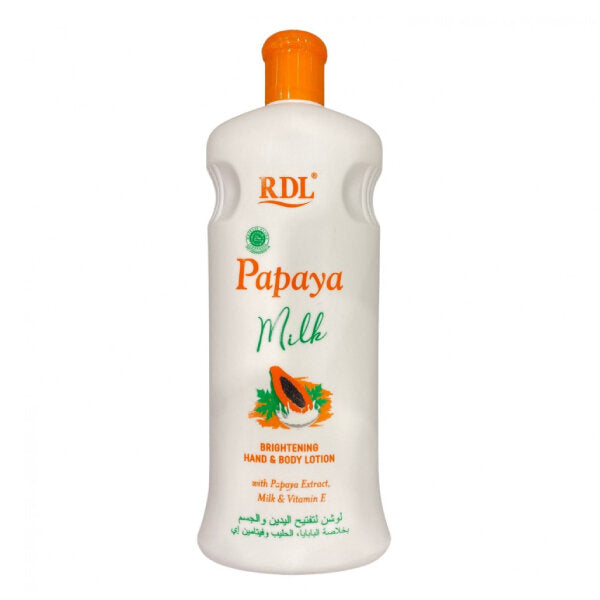 RDL®
Papaya
Milk
BRIGHTENING
HAND & BODY LOTION
with Papaya Extract,
Milk & Vitamin E
لوشن لتفتيح اليدين والجسم
بخلاصة البابايا، الحليب وفيتامين إي